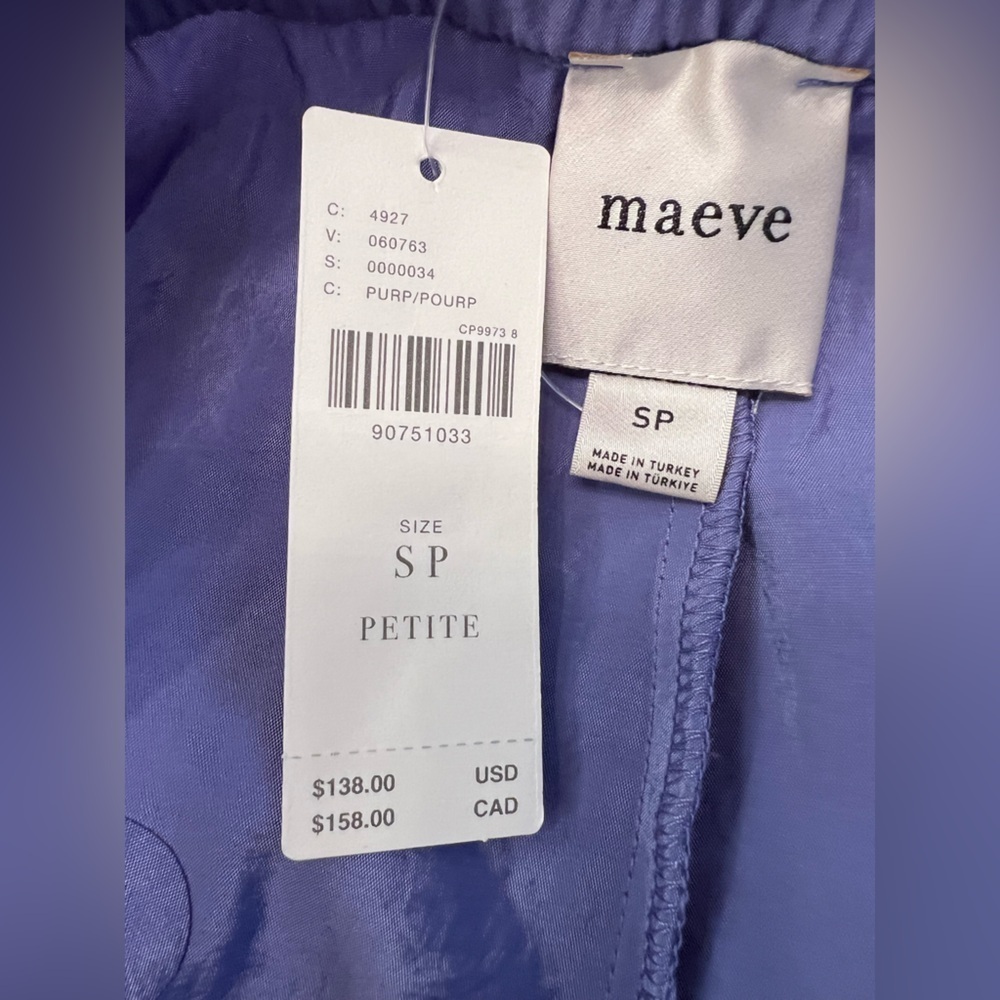 C: 4927
V: 060763
S: 0000034
C: PURP/POURP
CP9973 8
90751033
SIZE
SP
PETITE
$138.00 USD
$158.00 CAD
maeve
SP
MADE IN TURKEY
MADE IN TÜRKIYE